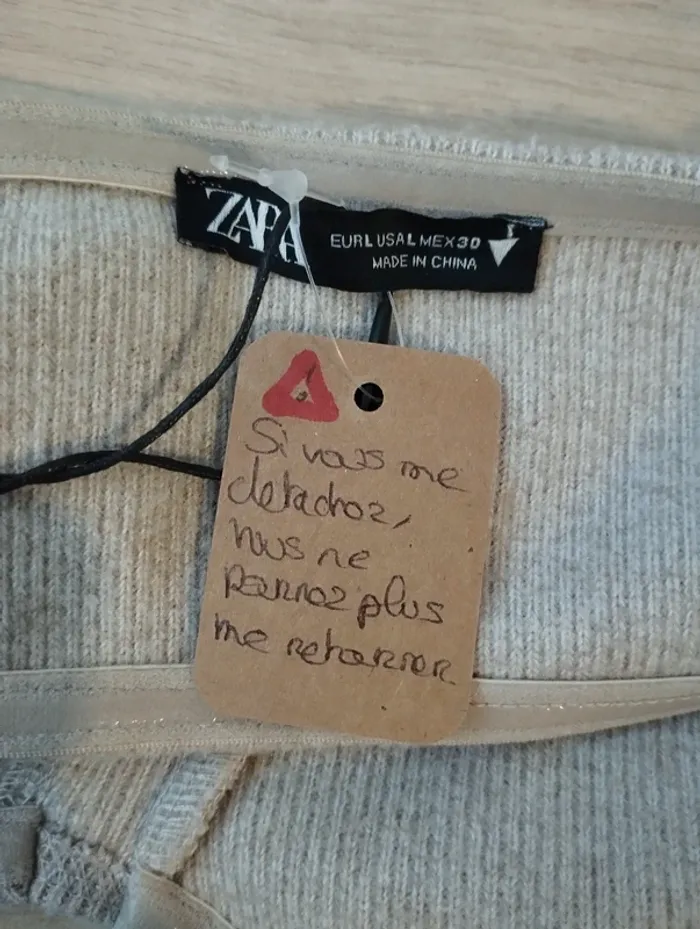 ZARA
EUR L USA L MEX 30
MADE IN CHINA
Si vous me
detachez,
vous ne
pourrez plus
me retourner